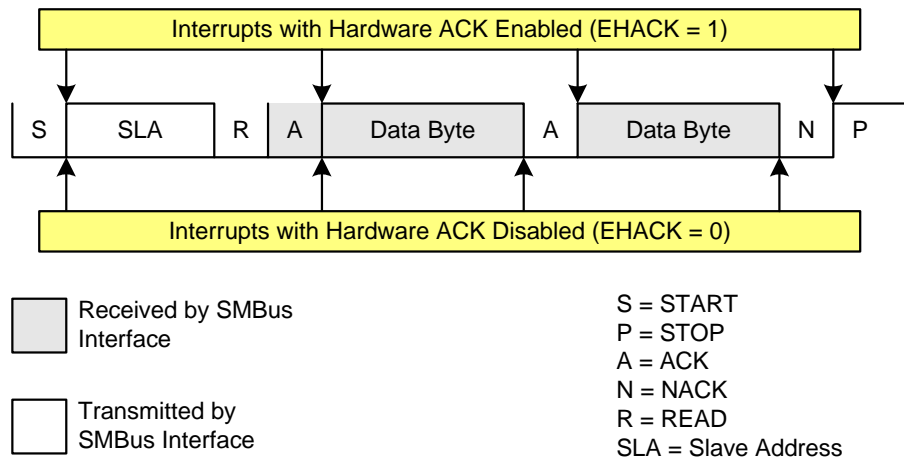 Interrupts with Hardware ACK Enabled (EHACK = 1)
S SLA R A Data Byte A Data Byte N P
Interrupts with Hardware ACK Disabled (EHACK = 0)
Received by SMBus
Interface
Transmitted by
SMBus Interface
S = START
P = STOP
A = ACK
N = NACK
R = READ
SLA = Slave Address